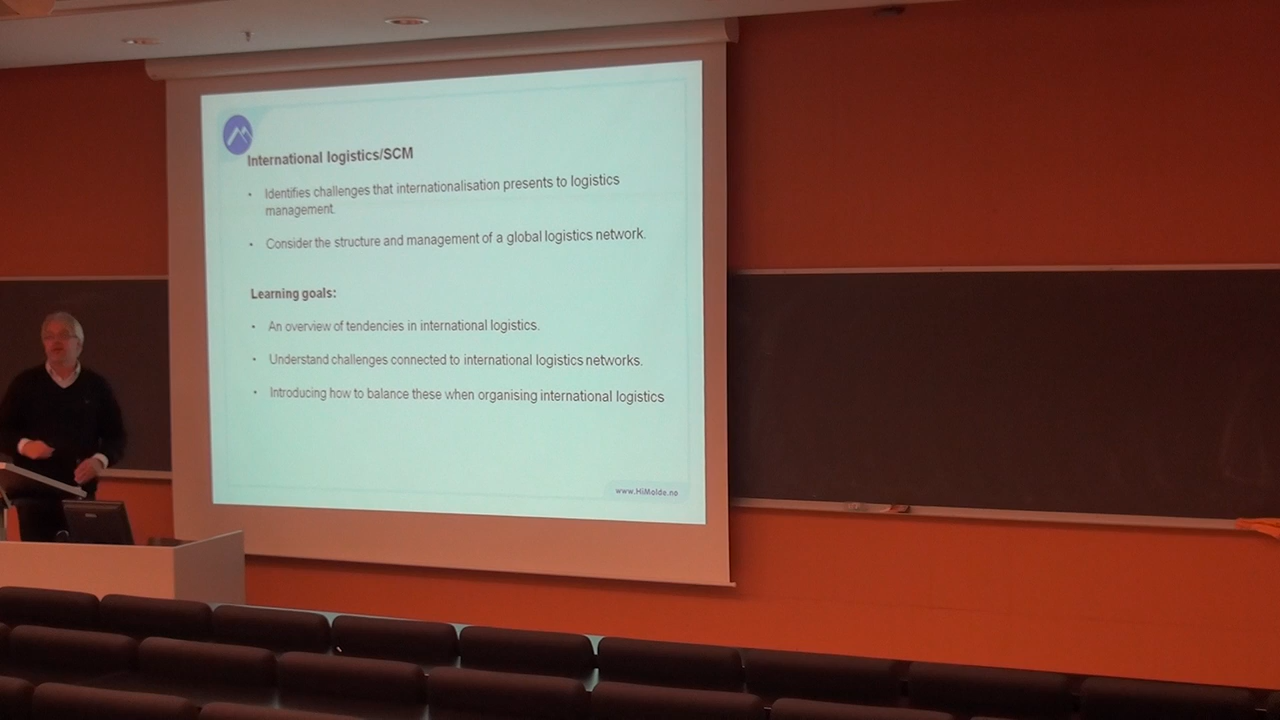 International logistics/SCM
• Identifies challenges that internationalisation presents to logistics
management.
• Consider the structure and management of a global logistics network.
Learning goals:
• An overview of tendencies in international logistics.
• Understand challenges connected to international logistics networks.
• Introducing how to balance these when organising international logistics
www.HiMolde.no